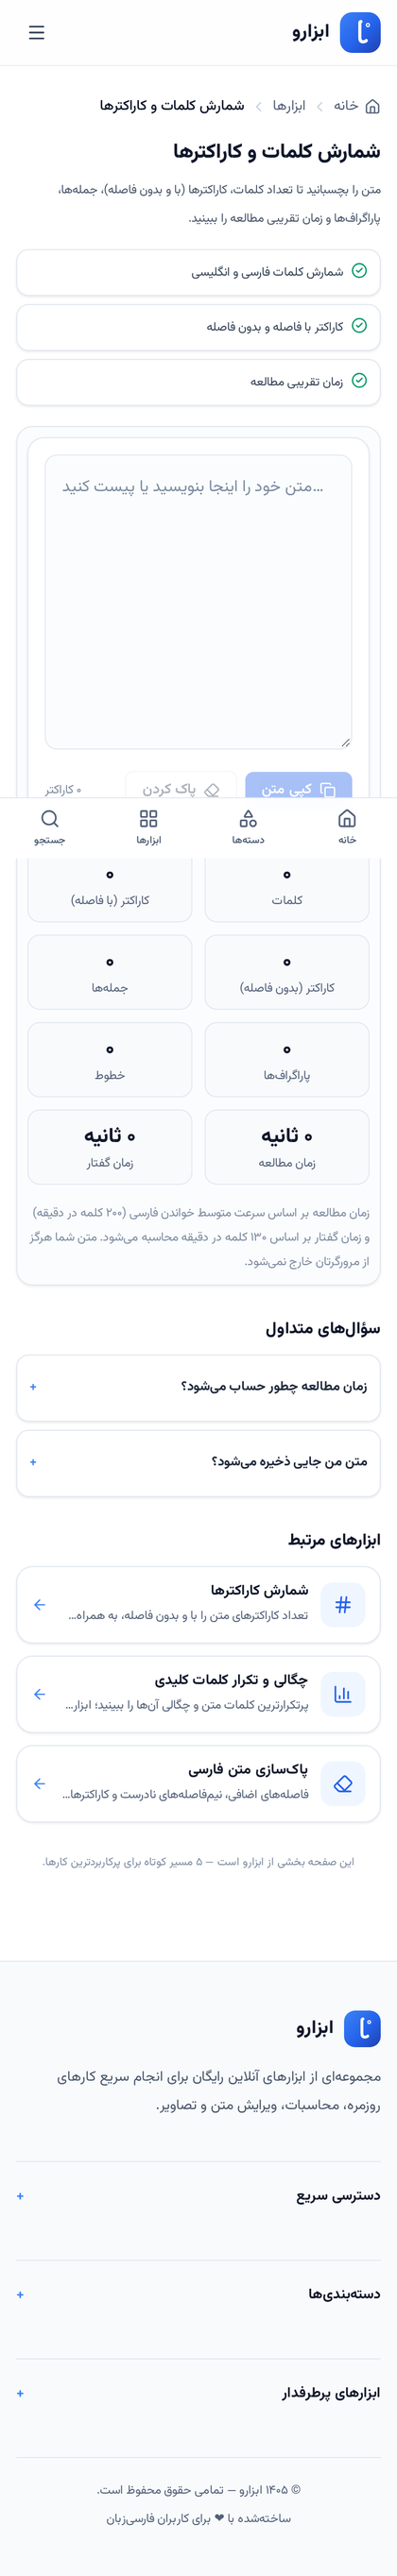 ابزارو
خانه
ابزارها
شمارش کلمات و کاراکترها
شمارش کلمات و کاراکترها
متن را بچسبانید تا تعداد کلمات، کاراکترها (با و بدون فاصله)، جمله‌ها،
پاراگراف‌ها و زمان تقریبی مطالعه را ببینید.
شمارش کلمات فارسی و انگلیسی
کاراکتر با فاصله و بدون فاصله
زمان تقریبی مطالعه
متن خود را اینجا بنویسید یا پیست کنید...
کپی متن
پاک کردن
۰ کاراکتر
خانه
دسته‌ها
ابزارها
جستجو
۰
کلمات
۰
کاراکتر (با فاصله)
۰
کاراکتر (بدون فاصله)
۰
جمله‌ها
۰
پاراگراف‌ها
۰
خطوط
۰ ثانیه
زمان مطالعه
۰ ثانیه
زمان گفتار
زمان مطالعه بر اساس سرعت متوسط خواندن فارسی (۲۰۰ کلمه در دقیقه)
و زمان گفتار بر اساس ۱۳۰ کلمه در دقیقه محاسبه می‌شود. متن شما هرگز
از مرورگرتان خارج نمی‌شود.
سؤال‌های متداول
زمان مطالعه چطور حساب می‌شود؟
+
متن من جایی ذخیره می‌شود؟
+
ابزارهای مرتبط
شمارش کاراکترها
تعداد کاراکترهای متن را با و بدون فاصله، به همراه...
چگالی و تکرار کلمات کلیدی
پرتکرارترین کلمات متن و چگالی آن‌ها را ببینید؛ ابزار...
پاک‌سازی متن فارسی
فاصله‌های اضافی، نیم‌فاصله‌های نادرست و کاراکترها...
این صفحه بخشی از ابزارو است — ۵ مسیر کوتاه برای پرکاربردترین کارها.
ابزارو
مجموعه‌ای از ابزارهای آنلاین رایگان برای انجام سریع کارهای
روزمره، محاسبات، ویرایش متن و تصاویر.
دسترسی سریع
+
دسته‌بندی‌ها
+
ابزارهای پرطرفدار
+
© ۱۴۰۵ ابزارو — تمامی حقوق محفوظ است.
ساخته‌شده با ❤ برای کاربران فارسی‌زبان